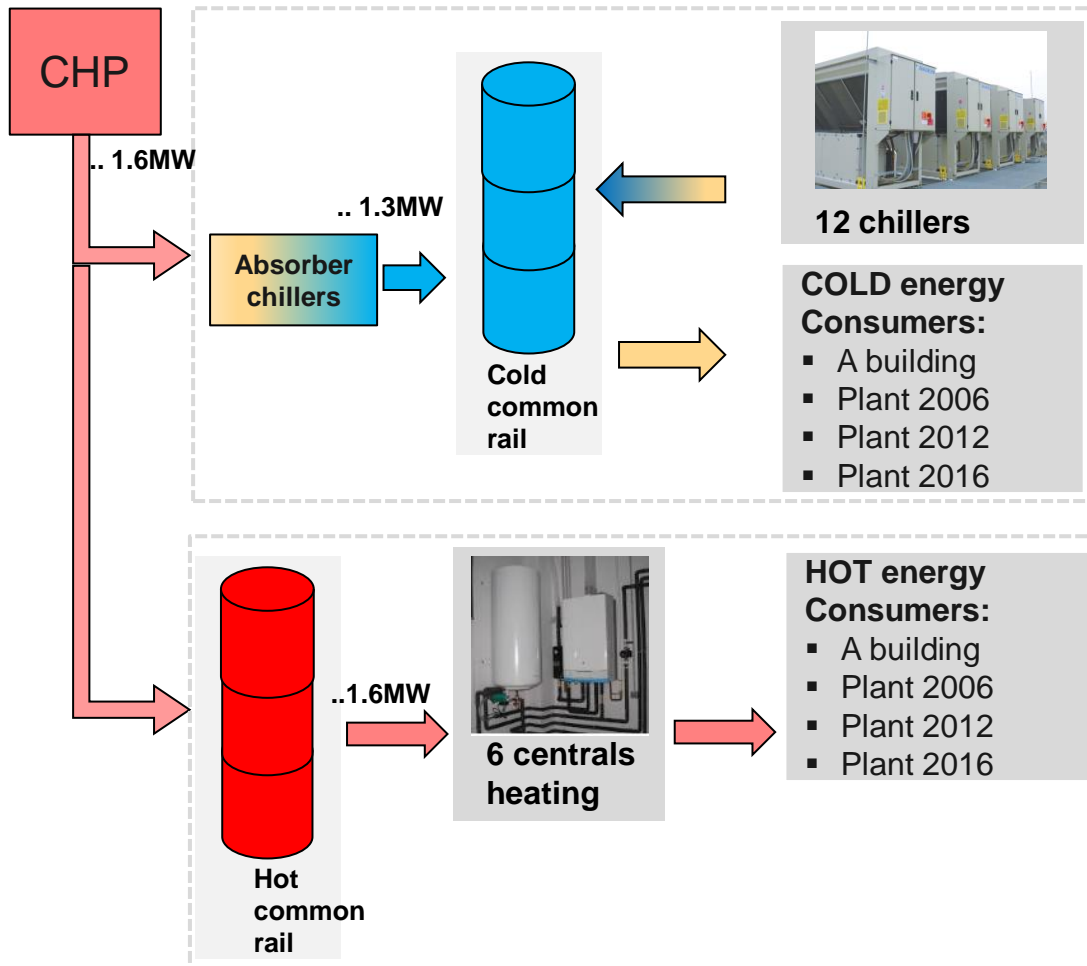 CHP
.. 1.6MW
Absorber
chillers
.. 1.3MW
Cold
common
rail
12 chillers
COLD energy
Consumers:
▪ A building
▪ Plant 2006
▪ Plant 2012
▪ Plant 2016
Hot
common
rail
..1.6MW
6 centrals
heating
HOT energy
Consumers:
▪ A building
▪ Plant 2006
▪ Plant 2012
▪ Plant 2016